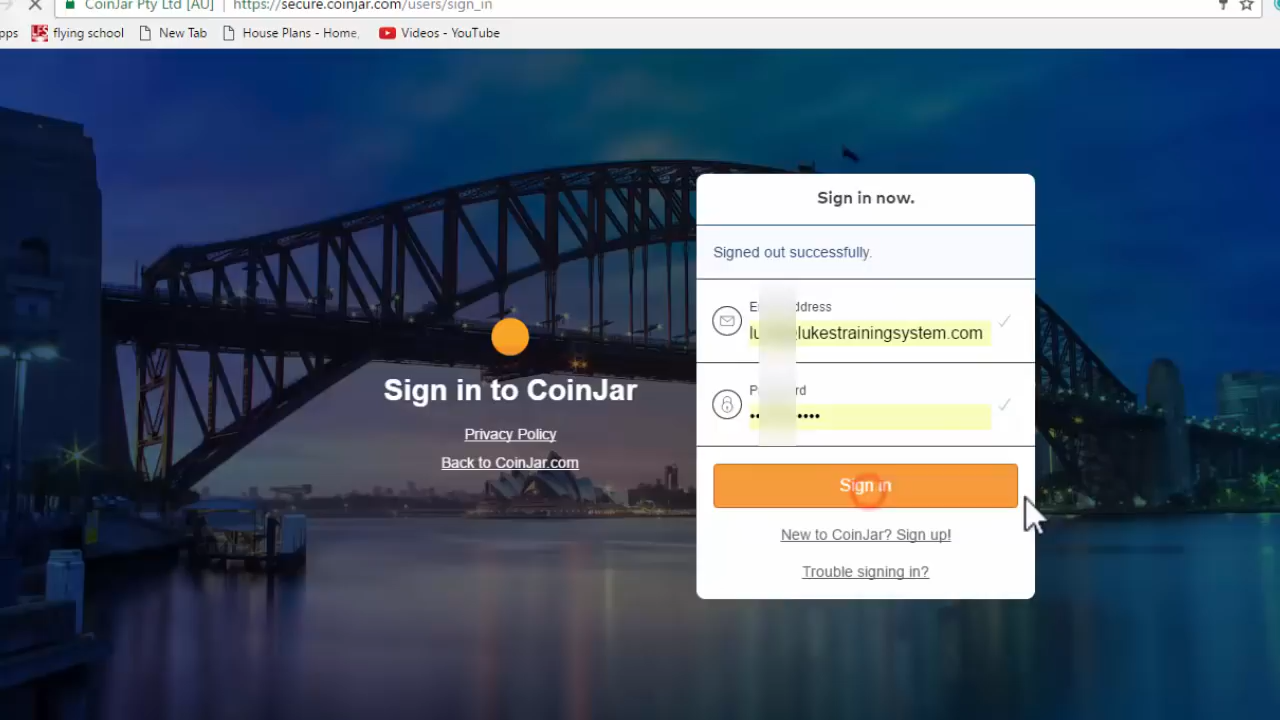 CoinJar Pty Ltd [AU] https://secure.coinjar.com/users/sign_in
pps flying school New Tab House Plans - Home, Videos - YouTube
Sign in now.
Signed out successfully.
ddress
lukestrainingsystem.com
rd
Sign in
New to CoinJar? Sign up!
Trouble signing in?
Sign in to CoinJar
Privacy Policy
Back to CoinJar.com